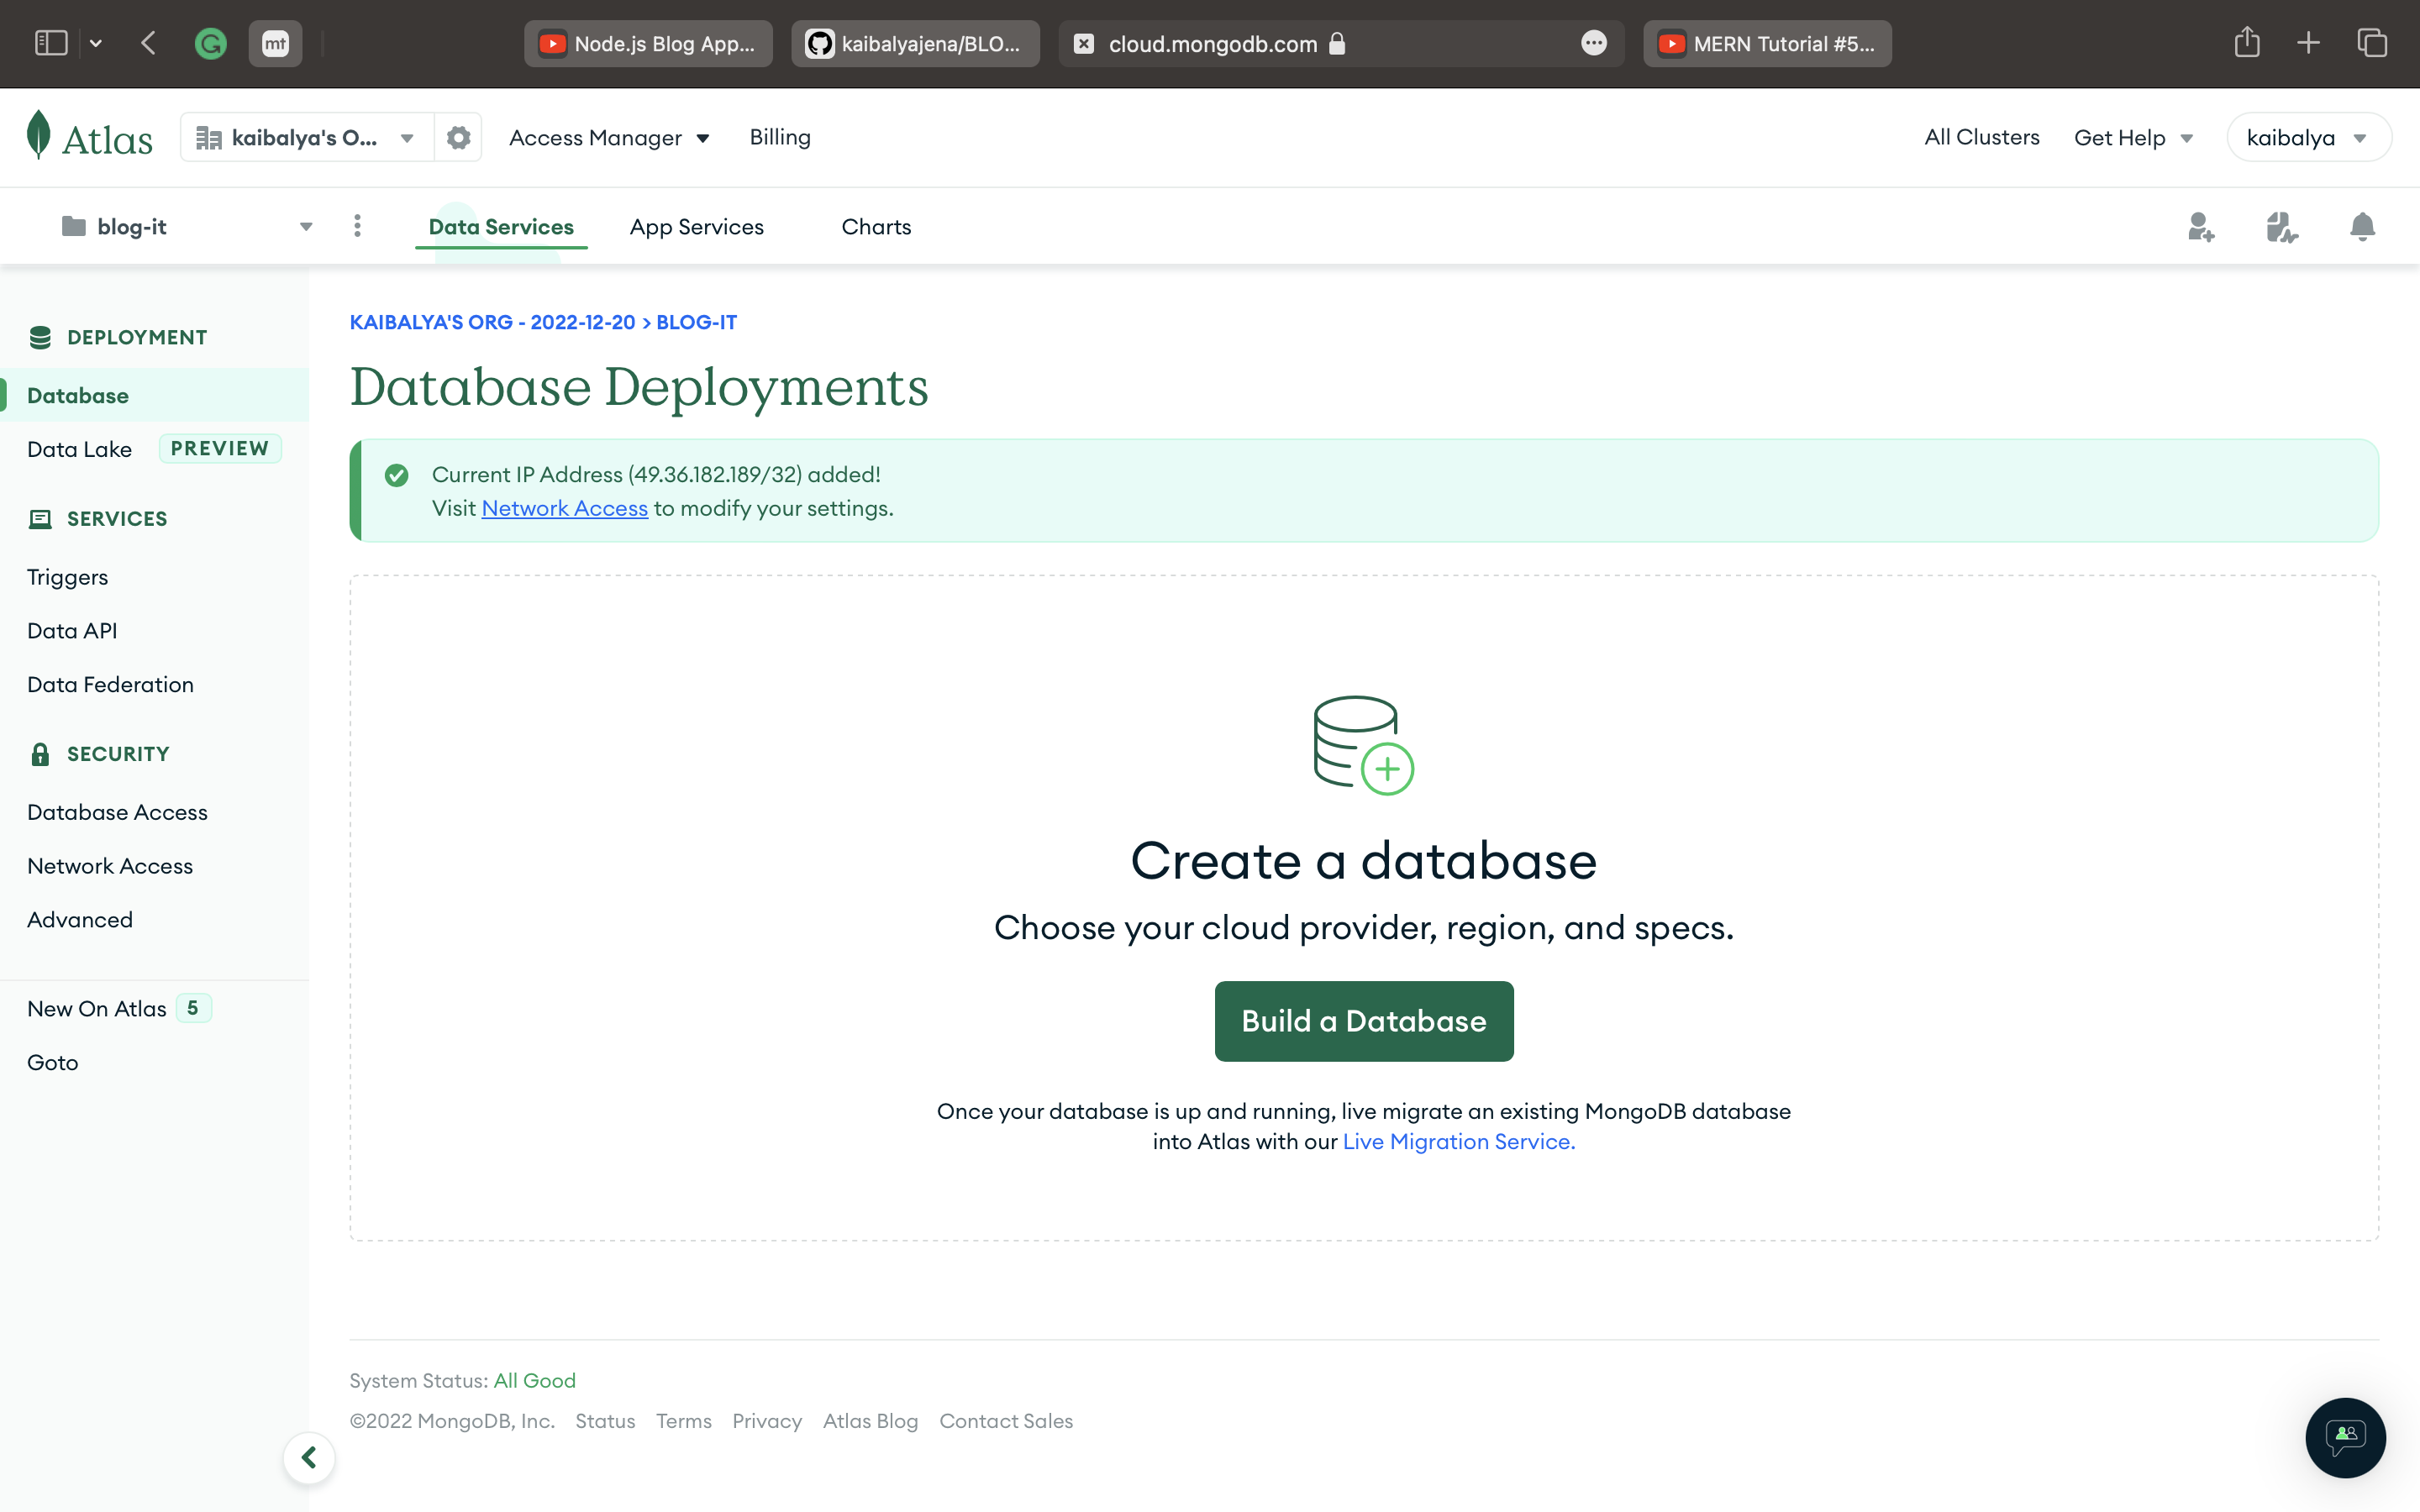 mt
Node.js Blog App...
kaibalyajena/BLO...
cloud.mongodb.com
MERN Tutorial #5...
Atlas
kaibalya's O...
Access Manager
Billing
All Clusters
Get Help
kaibalya
blog-it
Data Services
App Services
Charts
DEPLOYMENT
Database
Data Lake PREVIEW
SERVICES
Triggers
Data API
Data Federation
SECURITY
Database Access
Network Access
Advanced
New On Atlas 5
Goto
KAIBALYA'S ORG - 2022-12-20 > BLOG-IT
Database Deployments
Current IP Address (49.36.182.189/32) added!
Visit Network Access to modify your settings.
Create a database
Choose your cloud provider, region, and specs.
Build a Database
Once your database is up and running, live migrate an existing MongoDB database
into Atlas with our Live Migration Service.
System Status: All Good
©2022 MongoDB, Inc. Status Terms Privacy Atlas Blog Contact Sales